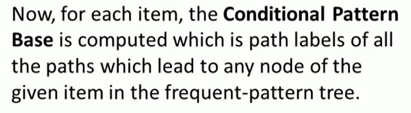 Now, for each item, the Conditional Pattern
Base is computed which is path labels of all
the paths which lead to any node of the
given item in the frequent-pattern tree.